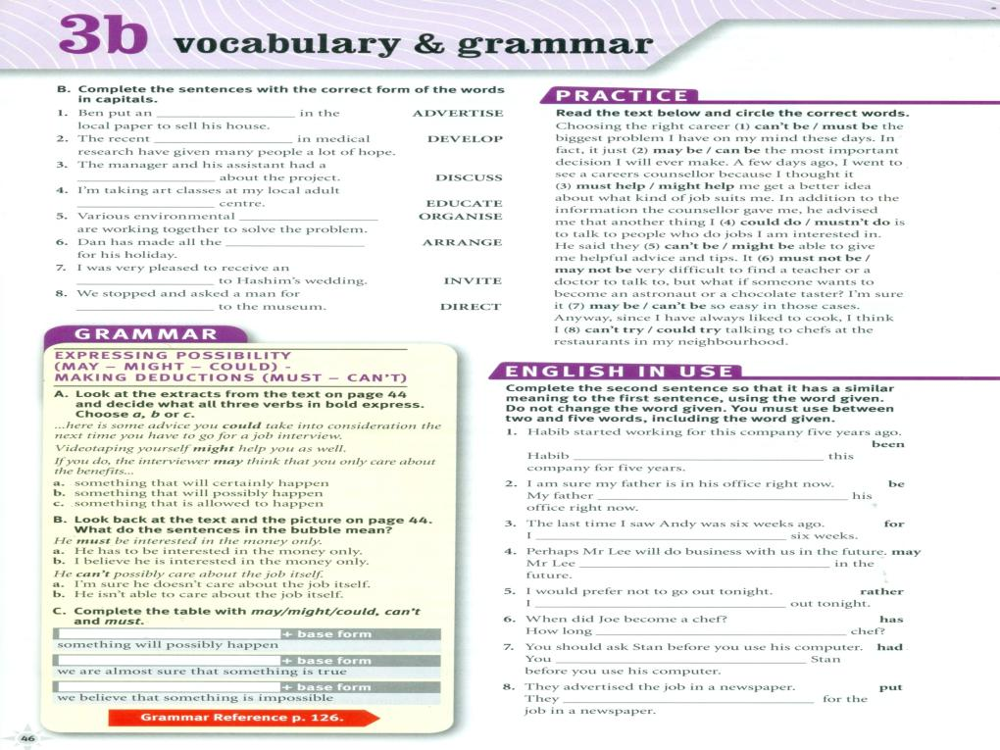 3b vocabulary & grammar
B. Complete the sentences with the correct form of the words
in capitals.
1. Ben put an ____________ in the ADVERTISE
local paper to sell his house.
2. The recent ____________ in medical DEVELOP
research have given many people a lot of hope.
3. The manager and his assistant had a
____________ about the project. DISCUSS
4. I'm taking art classes at my local adult
____________ centre. EDUCATE
5. Various environmental ____________ ORGANISE
are working together to solve the problem.
6. Dan has made all the ____________ ARRANGE
for his holiday.
7. I was very pleased to receive an
____________ to Hashim's wedding. INVITE
8. We stopped and asked a man for
____________ to the museum. DIRECT
GRAMMAR
EXPRESSING POSSIBILITY
(MAY – MIGHT – COULD) -
MAKING DEDUCTIONS (MUST – CAN'T)
A. Look at the extracts from the text on page 44
and decide what all three verbs in bold express.
Choose a, b or c.
...here is some advice you could take into consideration the
next time you have to go for a job interview.
Videotaping yourself might help you as well.
If you do, the interviewer may think that you only care about
the benefits...
a. something that will certainly happen
b. something that will possibly happen
c. something that is allowed to happen
B. Look back at the text and the picture on page 44.
What do the sentences in the bubble mean?
He must be interested in the money only.
a. He has to be interested in the money only.
b. I believe he is interested in the money only.
He can't possibly care about the job itself.
a. I'm sure he doesn't care about the job itself.
b. He isn't able to care about the job itself.
C. Complete the table with may/might/could, can't
and must.
+ base form
something will possibly happen
+ base form
we are almost sure that something is true
+ base form
we believe that something is impossible
Grammar Reference p. 126.
46
PRACTICE
Read the text below and circle the correct words.
Choosing the right career (1) can't be / must be the
biggest problem I have on my mind these days. In
fact, it just (2) may be / can be the most important
decision I will ever make. A few days ago, I went to
see a careers counsellor because I thought it
(3) must help / might help me get a better idea
about what kind of job suits me. In addition to the
information the counsellor gave me, he advised
me that another thing I (4) could do / mustn't do is
to talk to people who do jobs I am interested in.
He said they (5) can't be / might be able to give
me helpful advice and tips. It (6) must not be /
may not be very difficult to find a teacher or a
doctor to talk to, but what if someone wants to
become an astronaut or a chocolate taster? I'm sure
it (7) may be / can't be so easy in those cases.
Anyway, since I have always liked to cook, I think
I (8) can't try / could try talking to chefs at the
restaurants in my neighbourhood.
ENGLISH IN USE
Complete the second sentence so that it has a similar
meaning to the first sentence, using the word given.
Do not change the word given. You must use between
two and five words, including the word given.
1. Habib started working for this company five years ago.
been
Habib ____________ this
company for five years.
2. I am sure my father is in his office right now. be
My father ____________ his
office right now.
3. The last time I saw Andy was six weeks ago. for
I ____________ six weeks.
4. Perhaps Mr Lee will do business with us in the future. may
Mr Lee ____________ in the
future.
5. I would prefer not to go out tonight. rather
I ____________ out tonight.
6. When did Joe become a chef? has
How long ____________ chef?
7. You should ask Stan before you use his computer. had
You ____________ Stan
before you use his computer.
8. They advertised the job in a newspaper. put
They ____________ for the
job in a newspaper.